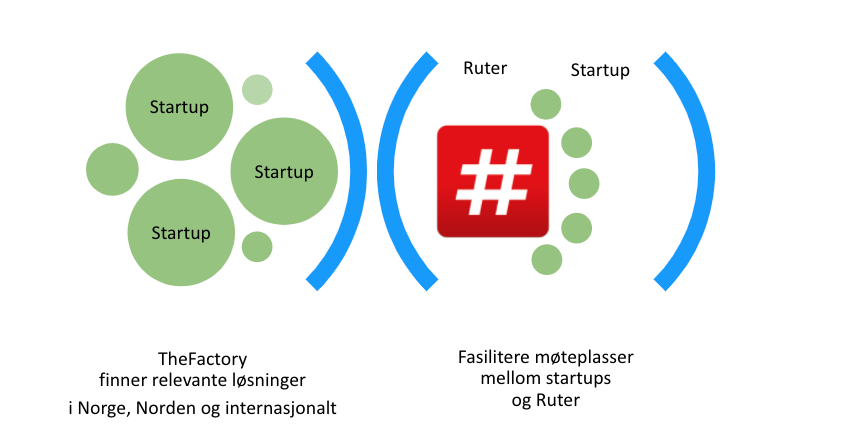 Startup
Startup
Startup
Ruter
Startup
#
TheFactory
finner relevante løsninger
i Norge, Norden og internasjonalt
Fasilitere møteplasser
mellom startups
og Ruter